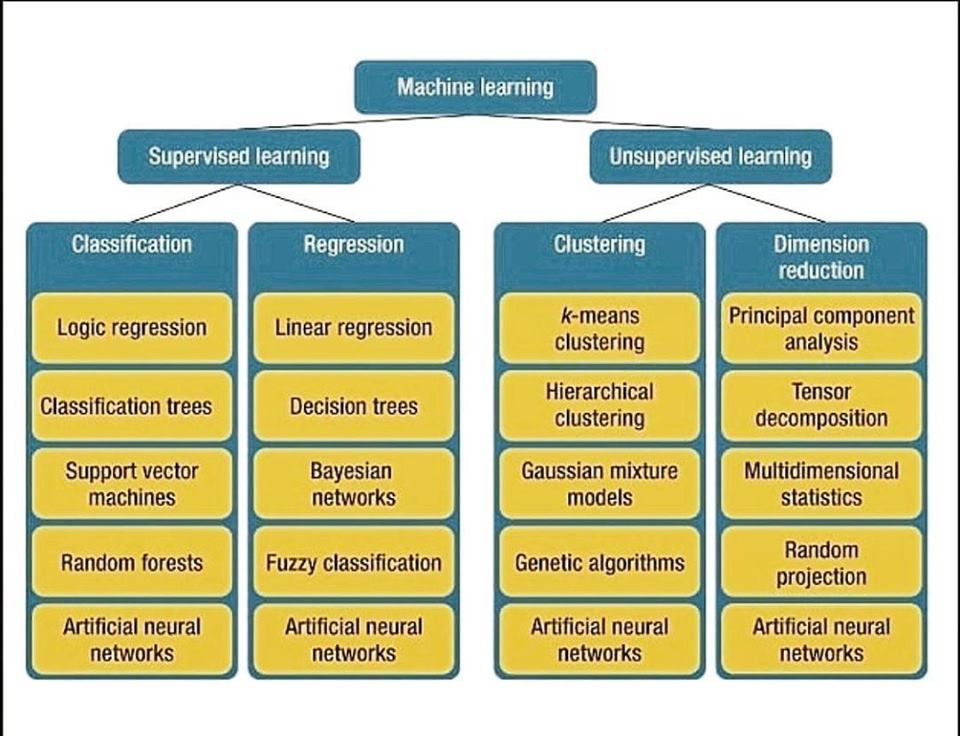 Machine learning
Supervised learning
Unsupervised learning
Classification
Logic regression
Classification trees
Support vector
machines
Random forests
Artificial neural
networks
Regression
Linear regression
Decision trees
Bayesian
networks
Fuzzy classification
Artificial neural
networks
Clustering
k-means
clustering
Hierarchical
clustering
Gaussian mixture
models
Genetic algorithms
Artificial neural
networks
Dimension
reduction
Principal component
analysis
Tensor
decomposition
Multidimensional
statistics
Random
projection
Artificial neural
networks